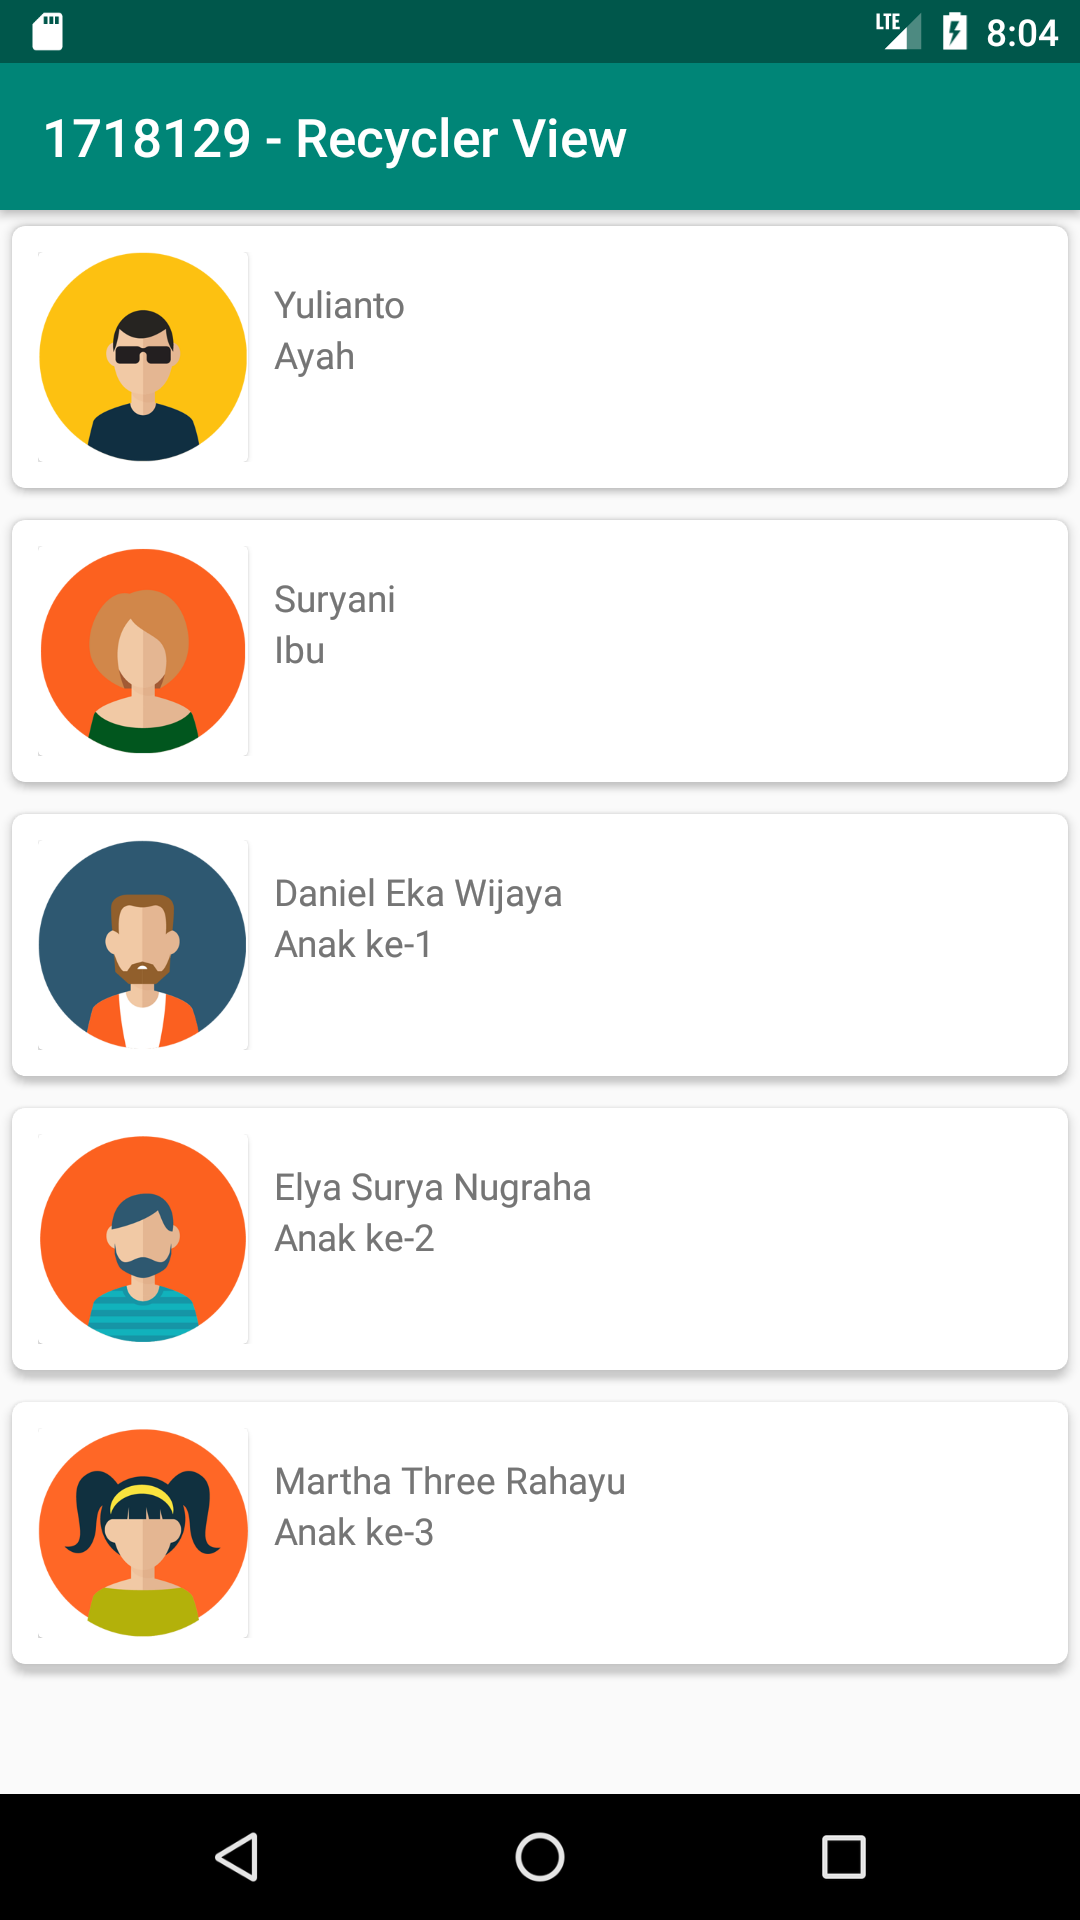 LTE 8:04
1718129 - Recycler View
Yulianto
Ayah
Suryani
Ibu
Daniel Eka Wijaya
Anak ke-1
Elya Surya Nugraha
Anak ke-2
Martha Three Rahayu
Anak ke-3